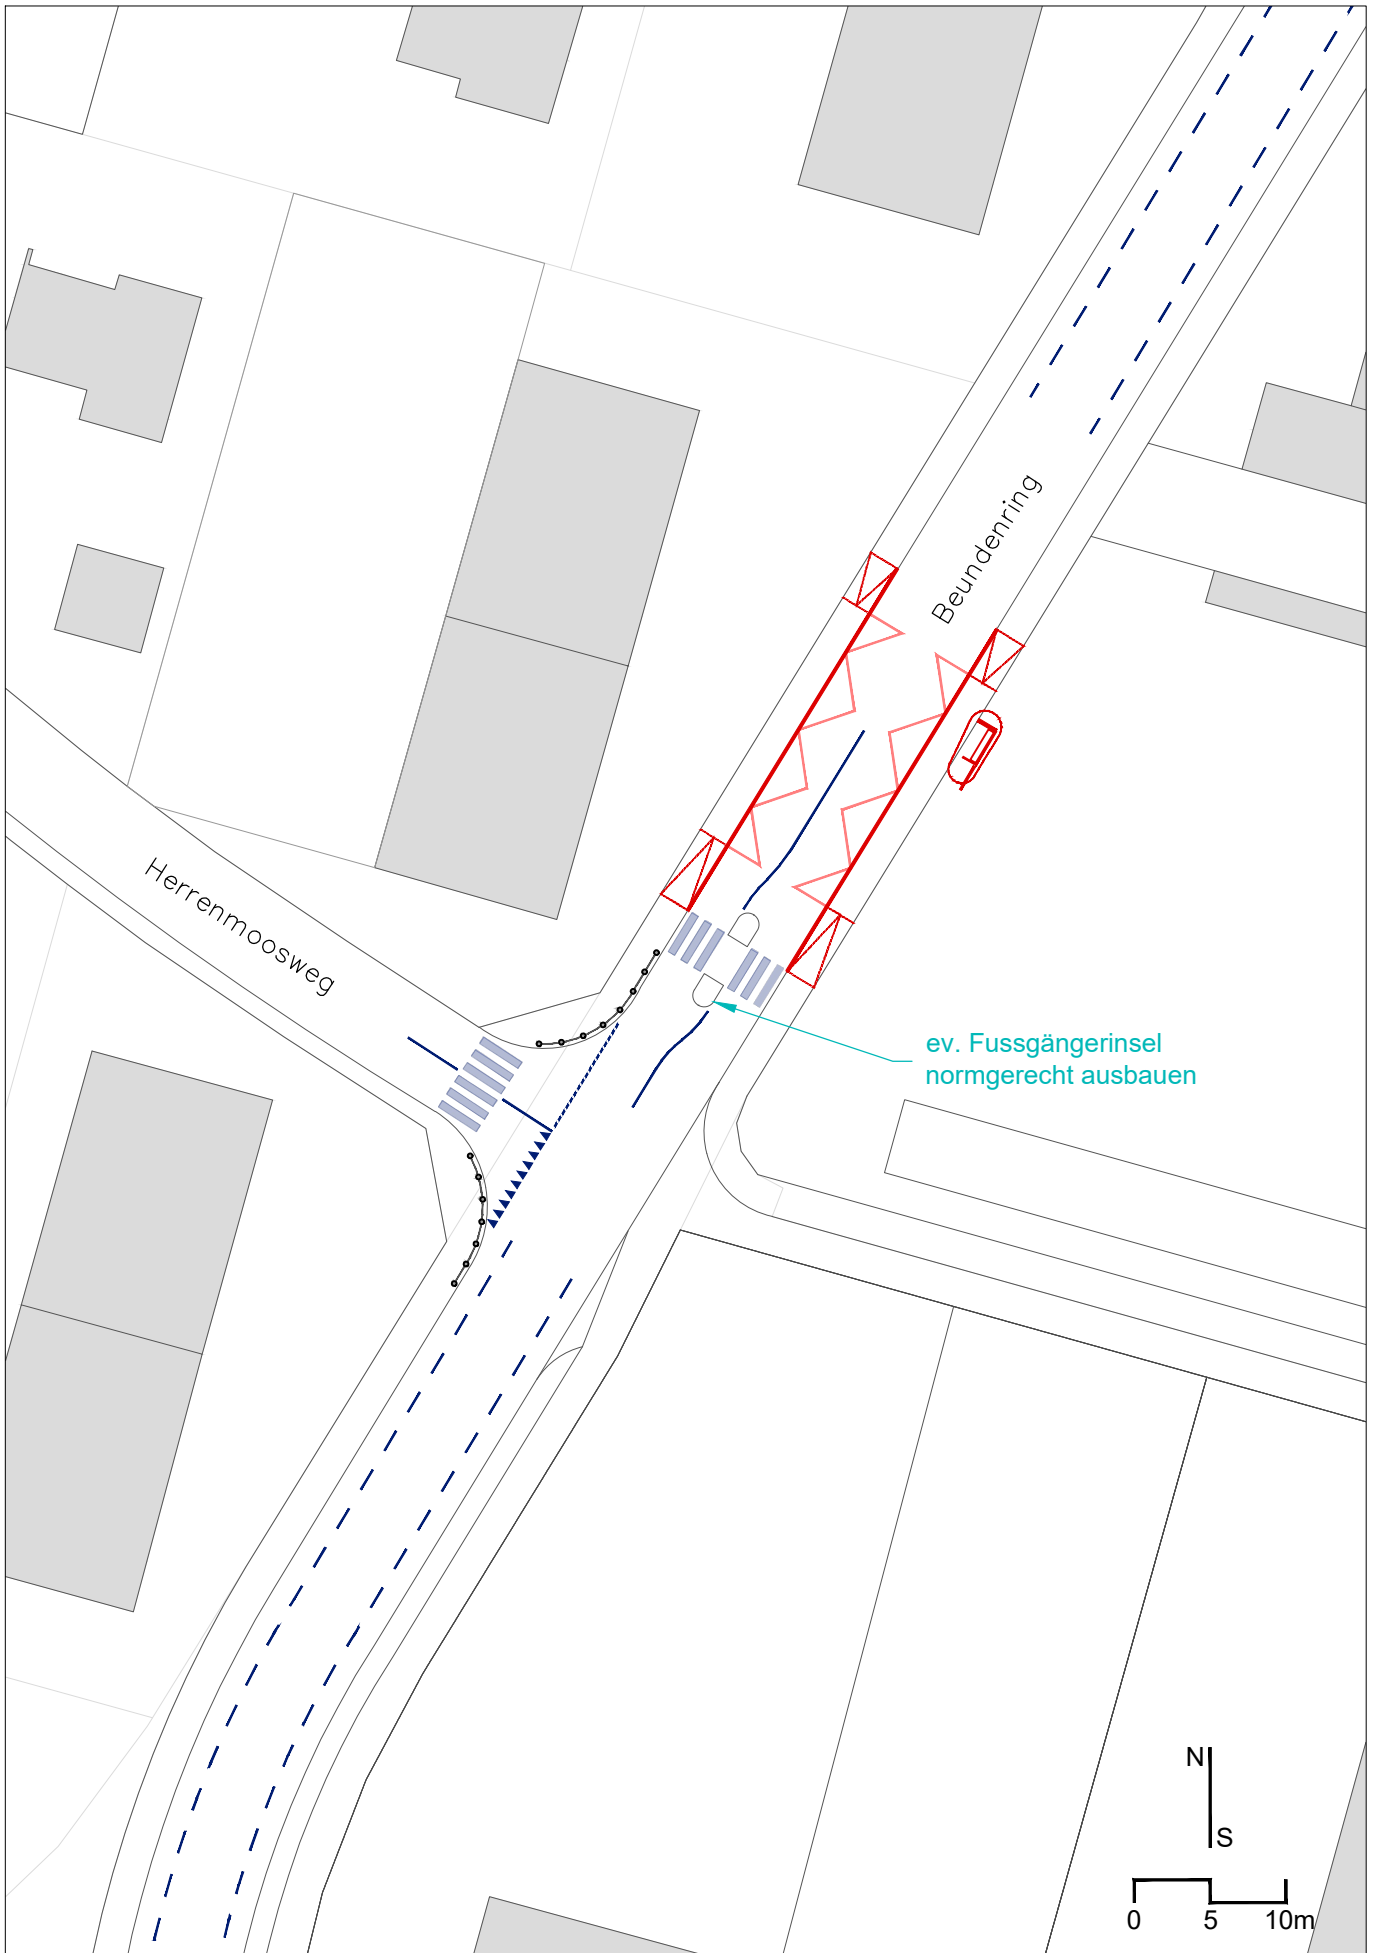 Beundenring
Herrenmoosweg
ev. Fussgängerinsel
normgerecht ausbauen
N
S
0 5 10m